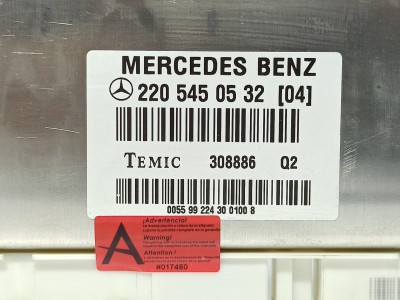 MERCEDES BENZ
220 545 05 32 [04]
TEMIC 308886 Q2
0055 99 224 30 0100 8
A
¡Advertencia!
Warning!
Attention !
#017460